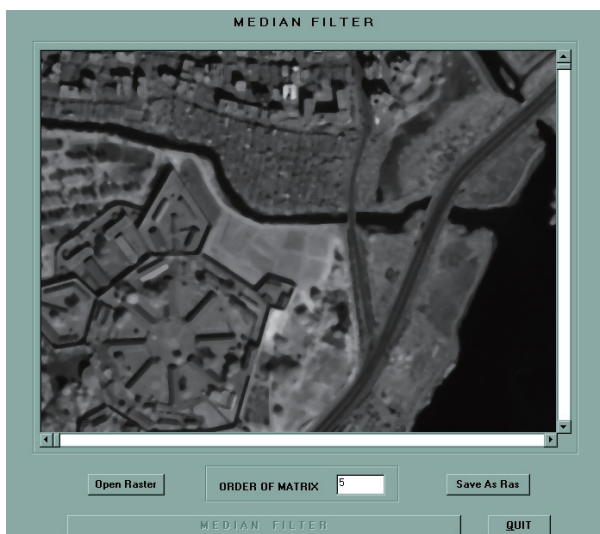 MEDIAN FILTER
Open Raster
ORDER OF MATRIX 5
Save As Ras
MEDIAN FILTER
QUIT